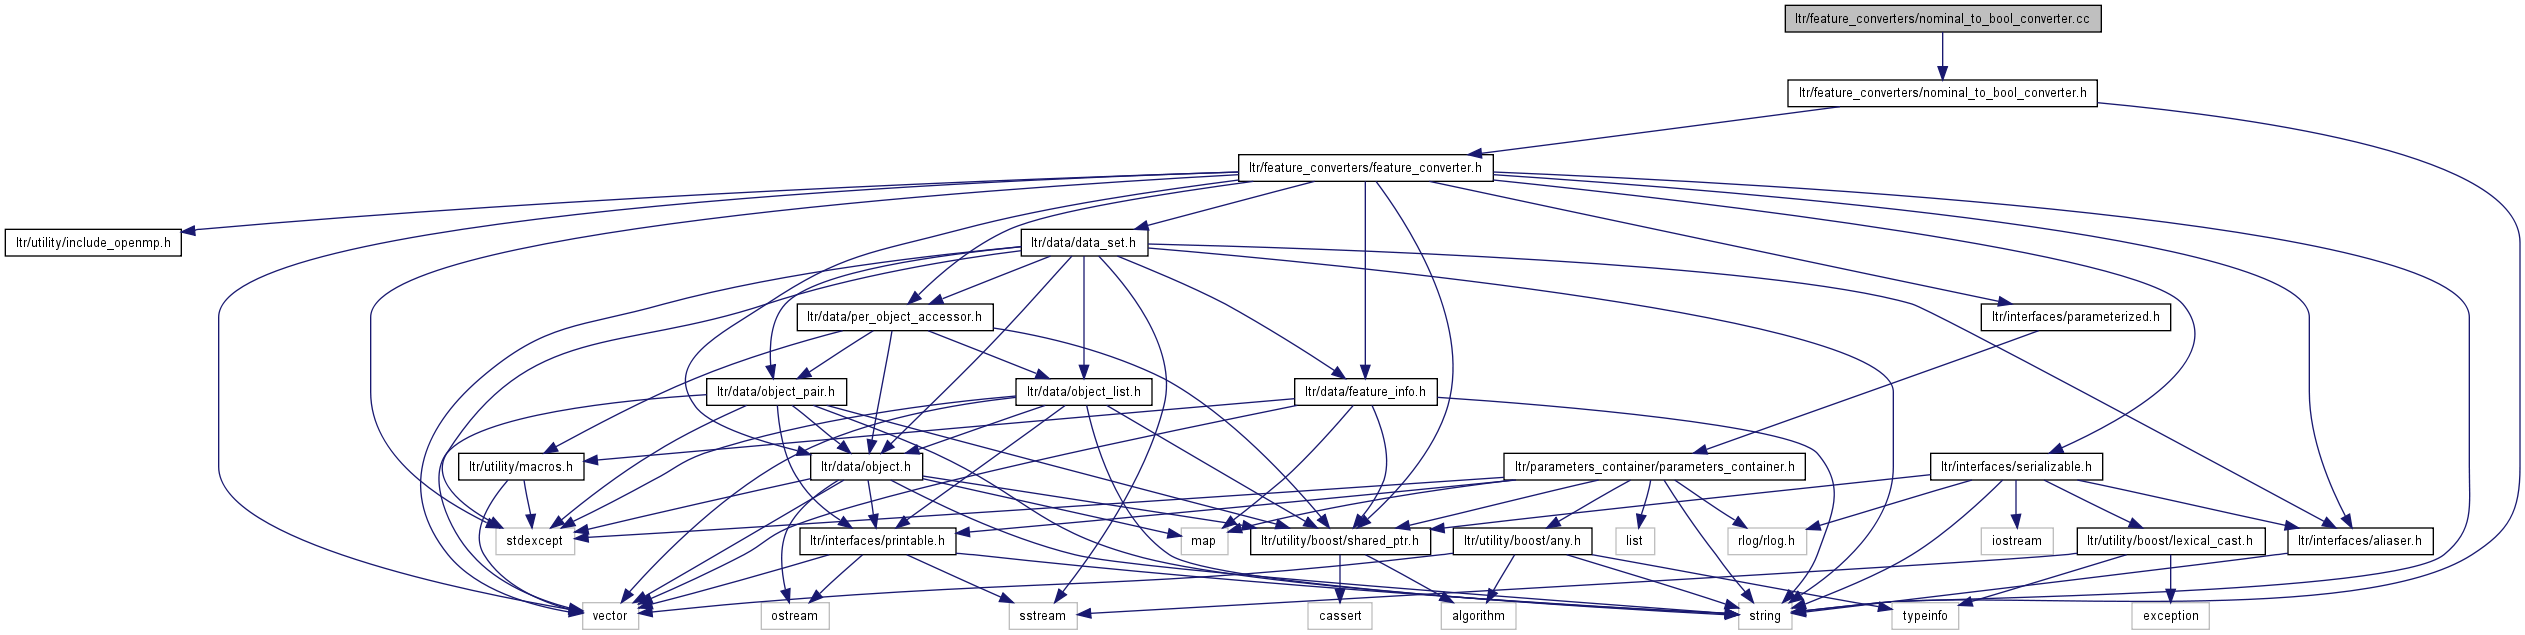 ltr/feature_converters/nominal_to_bool_converter.cc
ltr/feature_converters/nominal_to_bool_converter.h
ltr/feature_converters/feature_converter.h
ltr/utility/include_openmp.h
ltr/data/data_set.h
ltr/data/per_object_accessor.h
ltr/interfaces/parameterized.h
ltr/data/object_pair.h
ltr/data/object_list.h
ltr/data/feature_info.h
ltr/utility/macros.h
ltr/data/object.h
ltr/parameters_container/parameters_container.h
ltr/interfaces/serializable.h
stdexcept
ltr/interfaces/printable.h
map
ltr/utility/boost/shared_ptr.h
ltr/utility/boost/any.h
list
rlog/rlog.h
iostream
ltr/utility/boost/lexical_cast.h
ltr/interfaces/aliaser.h
vector
ostream
sstream
cassert
algorithm
string
typeinfo
exception